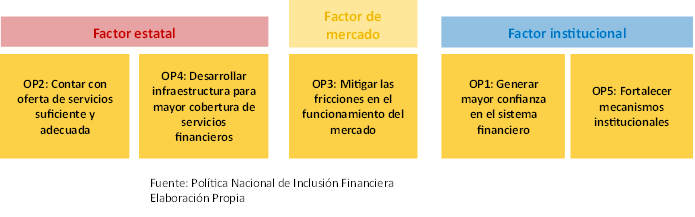 Factor estatal
Factor de
mercado
Factor institucional
OP2: Contar con
oferta de servicios
suficiente y
adecuada
OP4: Desarrollar
infraestructura para
mayor cobertura de
servicios
financieros
OP3: Mitigar las
fricciones en el
funcionamiento del
mercado
OP1: Generar
mayor confianza
en el sistema
financiero
OP5: Fortalecer
mecanismos
institucionales
Fuente: Política Nacional de Inclusión Financiera
Elaboración Propia